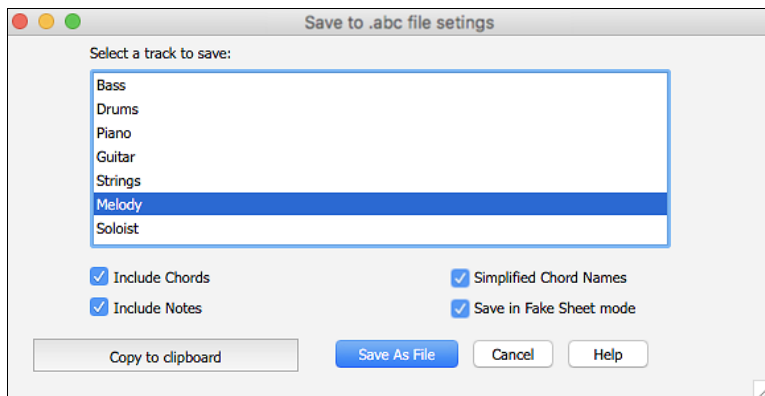 Save to .abc file setings
Select a track to save:
Bass
Drums
Piano
Guitar
Strings
Melody
Soloist
Include Chords
Simplified Chord Names
Include Notes
Save in Fake Sheet mode
Copy to clipboard
Save As File
Cancel
Help